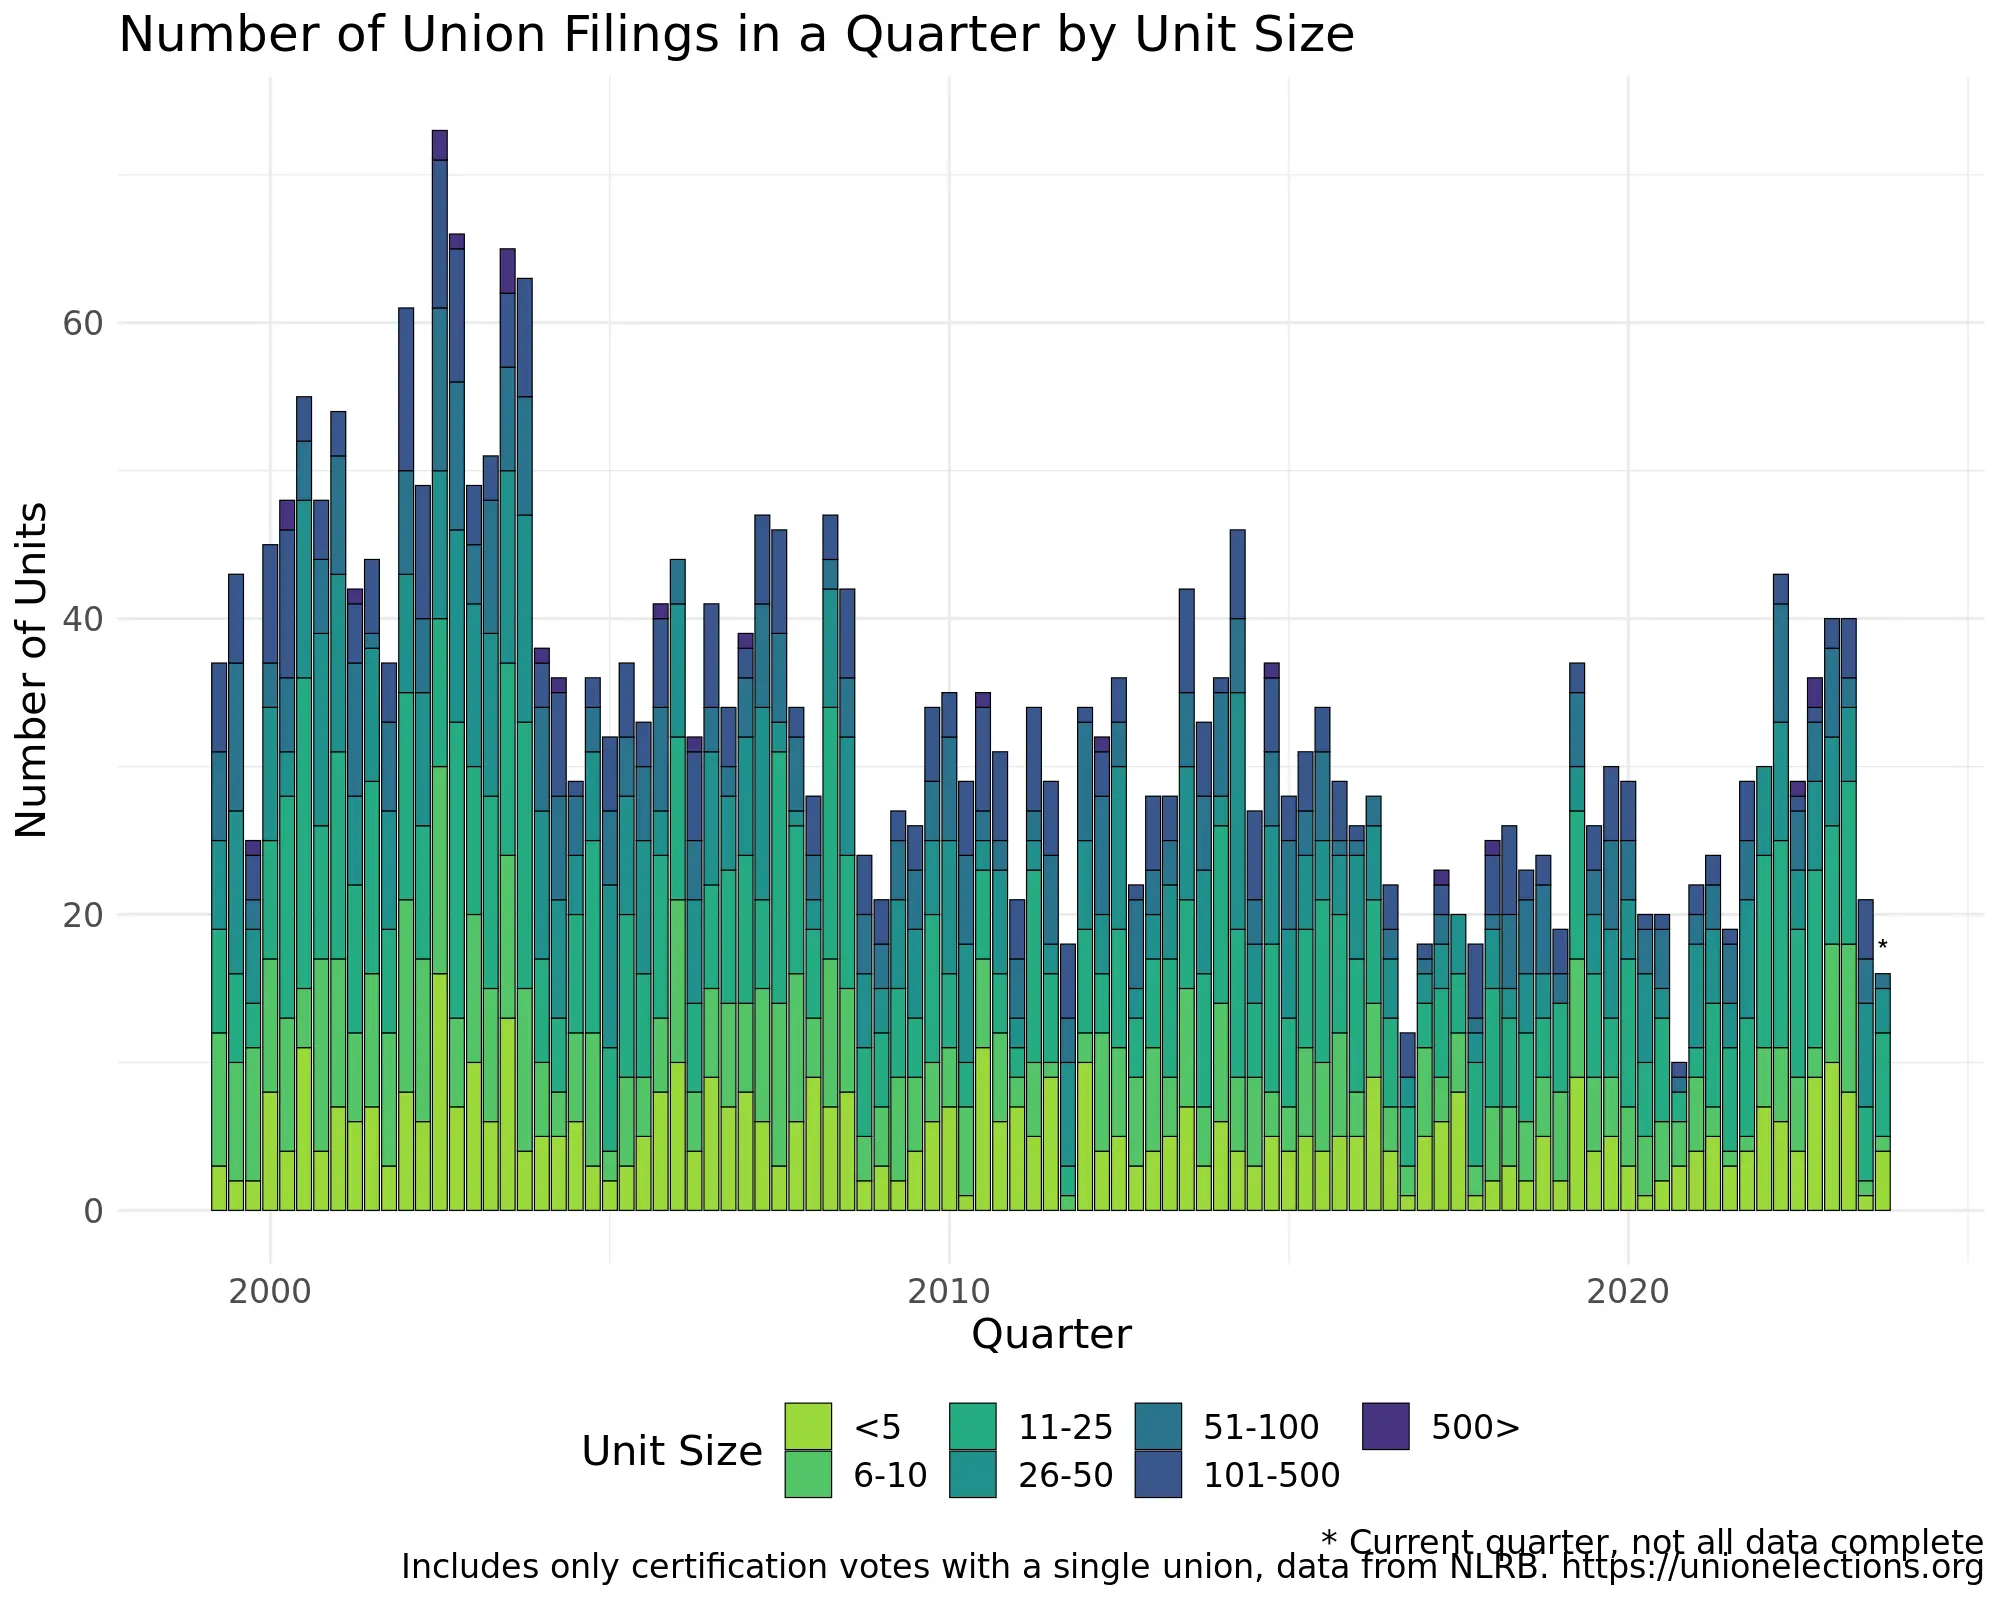 Number of Union Filings in a Quarter by Unit Size
Number of Units
60
40
20
0
*
2000 2010 2020
Quarter
Unit Size
<5 11-25 51-100 500>
6-10 26-50 101-500
* Current quarter, not all data complete
Includes only certification votes with a single union, data from NLRB. https://unionelections.org